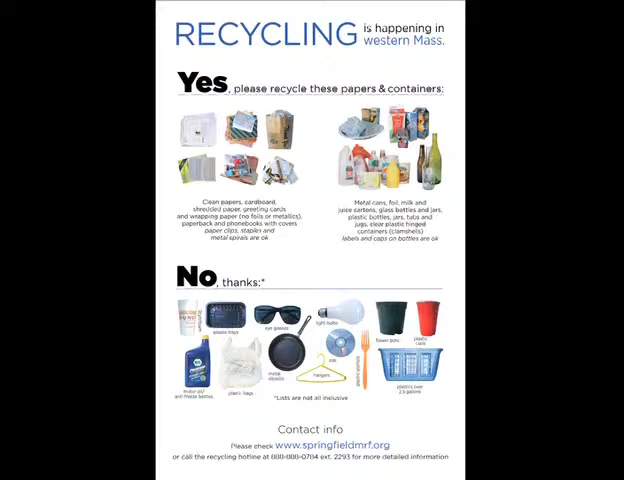 RECYCLING is happening in
western Mass.
Yes, please recycle these papers & containers:
Clean papers, cardboard,
shredded paper, greeting cards
and wrapping paper (no foils or metallics),
paperback and phonebooks with covers
paper clips, staples and
metal spirals are ok
Metal cans, foil, milk and
juice cartons, glass bottles and jars,
plastic bottles, jars, tubs and
jugs, clear plastic hinged
containers (clamshells)
labels and caps on bottles are ok
No, thanks:*
plastic trays
eye glasses
light bulbs
flower pots
plastic
cups
motor oil/
anti-freeze bottles
plastic bags
metal
objects
hangers
cds
plastic utensils
plastics over
2.5 gallons
*Lists are not all inclusive
Contact info
Please check www.springfieldmrf.org
or call the recycling hotline at 888-888-0784 ext. 2293 for more detailed information